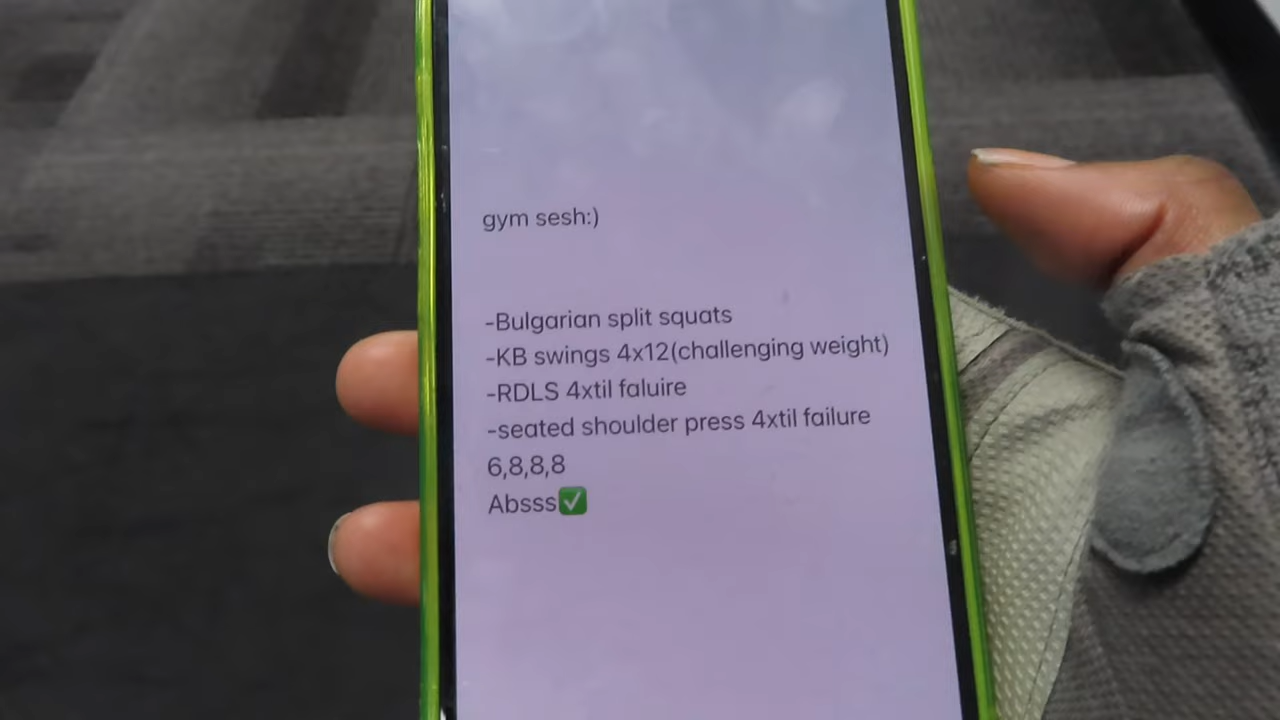 gym sesh:)
-Bulgarian split squats
-KB swings 4x12(challenging weight)
-RDLS 4xtil faluire
-seated shoulder press 4xtil failure
6,8,8,8
Absss✅